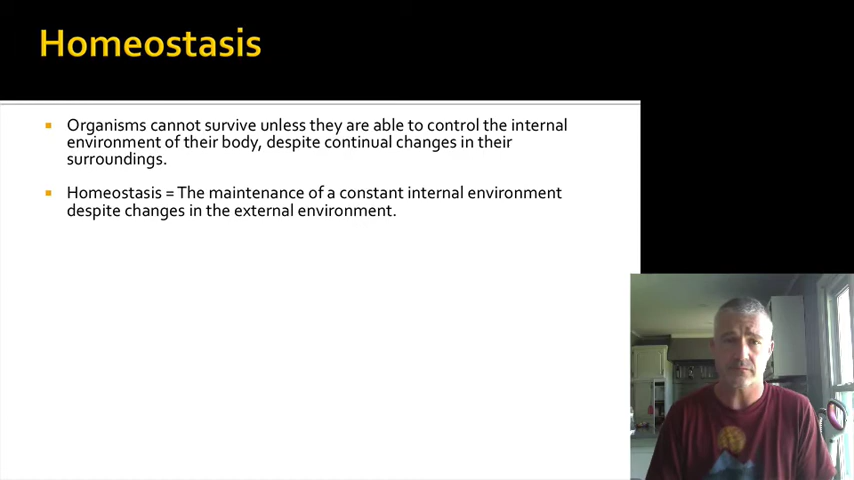 Homeostasis
Organisms cannot survive unless they are able to control the internal
environment of their body, despite continual changes in their
surroundings.
Homeostasis = The maintenance of a constant internal environment
despite changes in the external environment.